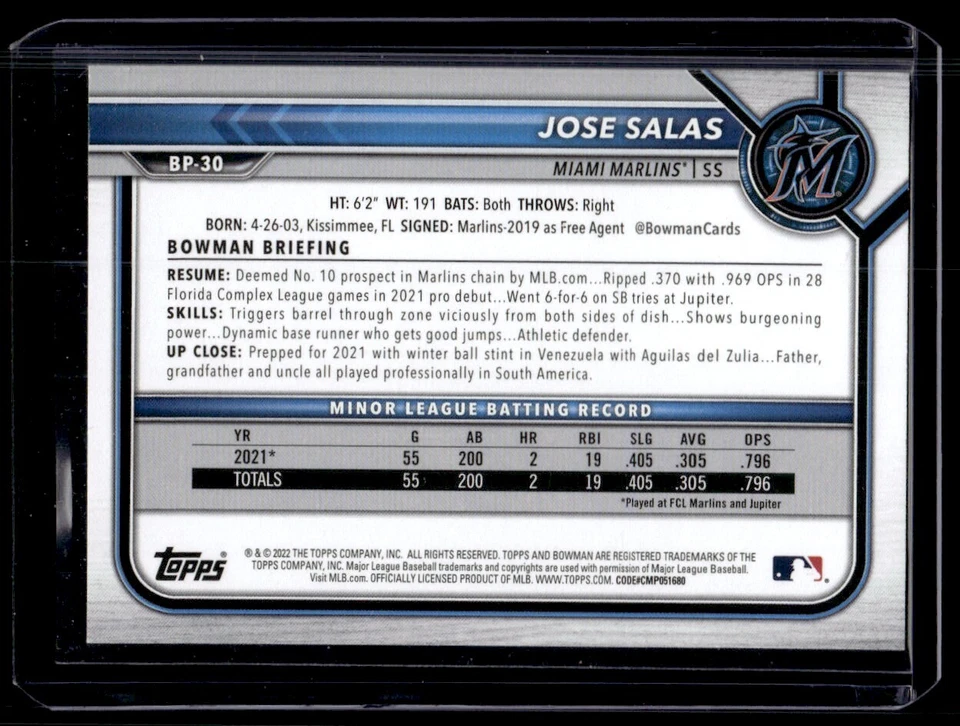 JOSE SALAS
BP-30
MIAMI MARLINS® | SS
M
HT: 6'2" WT: 191 BATS: Both THROWS: Right
BORN: 4-26-03, Kissimmee, FL SIGNED: Marlins-2019 as Free Agent @BowmanCards
BOWMAN BRIEFING
RESUME: Deemed No. 10 prospect in Marlins chain by MLB.com...Ripped .370 with .969 OPS in 28
Florida Complex League games in 2021 pro debut...Went 6-for-6 on SB tries at Jupiter.
SKILLS: Triggers barrel through zone viciously from both sides of dish...Shows burgeoning
power...Dynamic base runner who gets good jumps...Athletic defender.
UP CLOSE: Prepped for 2021 with winter ball stint in Venezuela with Aguilas del Zulia...Father,
grandfather and uncle all played professionally in South America.
MINOR LEAGUE BATTING RECORD
YR G AB HR RBI SLG AVG OPS
2021* 55 200 2 19 .405 .305 .796
TOTALS 55 200 2 19 .405 .305 .796
*Played at FCL Marlins and Jupiter
Topps®
® & © 2022 THE TOPPS COMPANY, INC. ALL RIGHTS RESERVED. TOPPS AND BOWMAN ARE REGISTERED TRADEMARKS OF THE
TOPPS COMPANY, INC. Major League Baseball trademarks and copyrights are used with permission of Major League Baseball.
Visit MLB.com. OFFICIALLY LICENSED PRODUCT OF MLB. WWW.TOPPS.COM. CODE#CMP051680